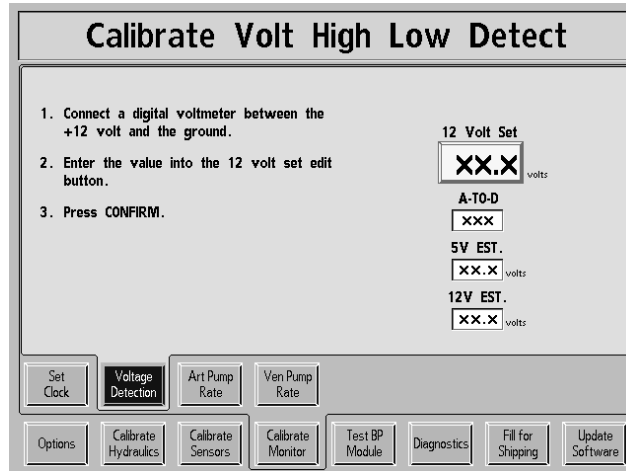 Calibrate Volt High Low Detect
1. Connect a digital voltmeter between the
+12 volt and the ground.
2. Enter the value into the 12 volt set edit
button.
3. Press CONFIRM.
12 Volt Set
XX.X volts
A-TO-D
XXX
5V EST.
XX.X volts
12V EST.
XX.X volts
Set
Clock
Voltage
Detection
Art Pump
Rate
Ven Pump
Rate
Options
Calibrate
Hydraulics
Calibrate
Sensors
Calibrate
Monitor
Test BP
Module
Diagnostics
Fill for
Shipping
Update
Software